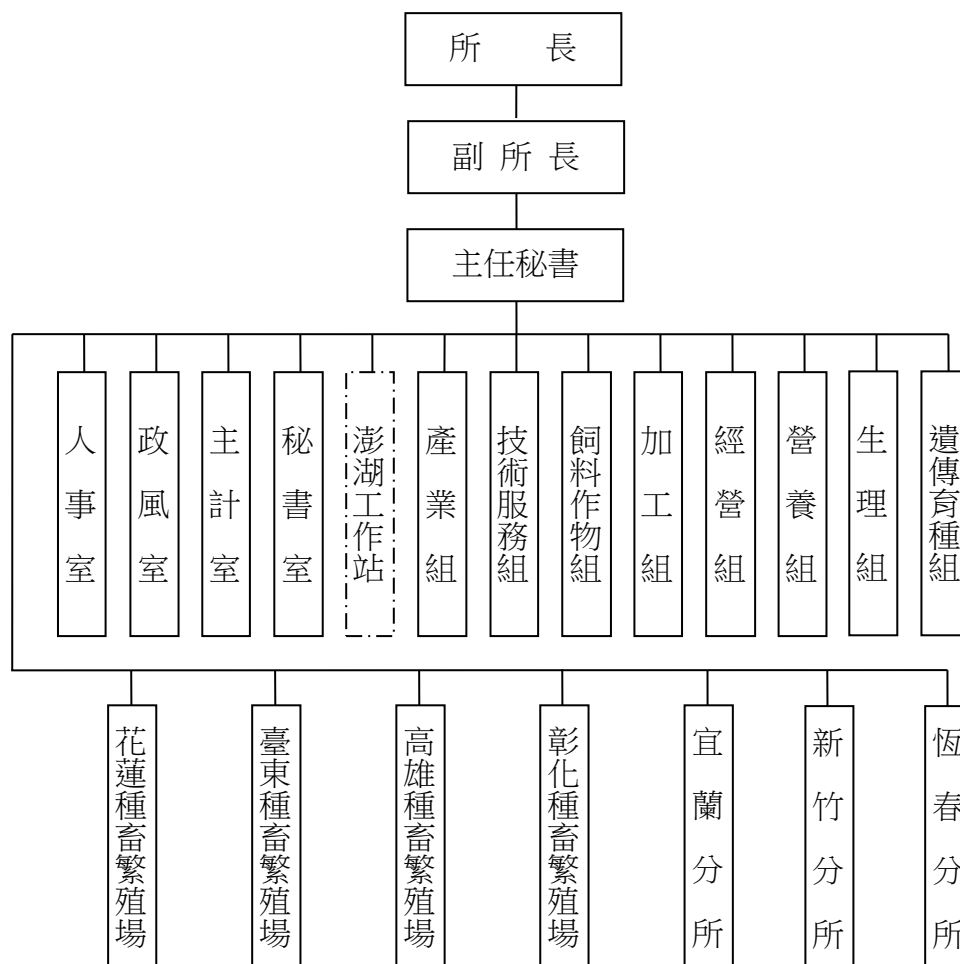 所長
副所長
主任秘書
人事室
政風室
主計室
秘書室
澎湖工作站
產業組
技術服務組
飼料作物組
加工組
經營組
營養組
生理組
遺傳育種組
花蓮種畜繁殖場
臺東種畜繁殖場
高雄種畜繁殖場
彰化種畜繁殖場
宜蘭分所
新竹分所
恆春分所